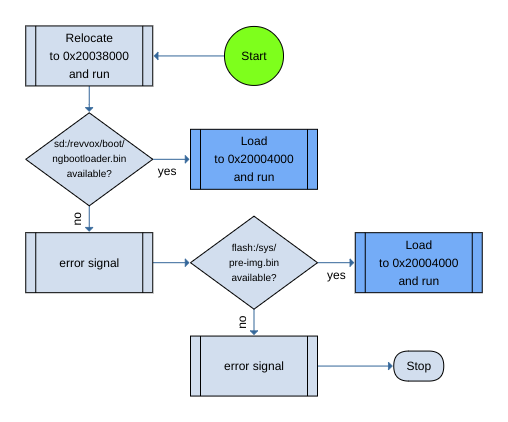 Relocate
to 0x20038000
and run
Start
sd:/revvox/boot/
ngbootloader.bin
available?
yes
Load
to 0x20004000
and run
no
error signal
flash:/sys/
pre-img.bin
available?
yes
Load
to 0x20004000
and run
no
error signal
Stop